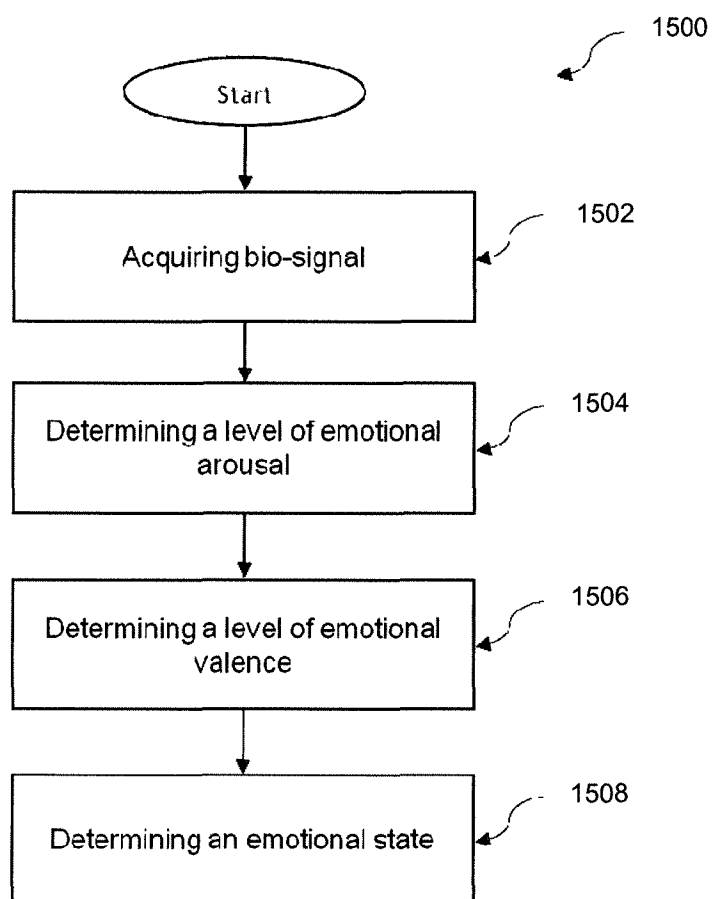 1500
Start
1502
Acquiring bio-signal
1504
Determining a level of emotional
arousal
1506
Determining a level of emotional
valence
1508
Determining an emotional state